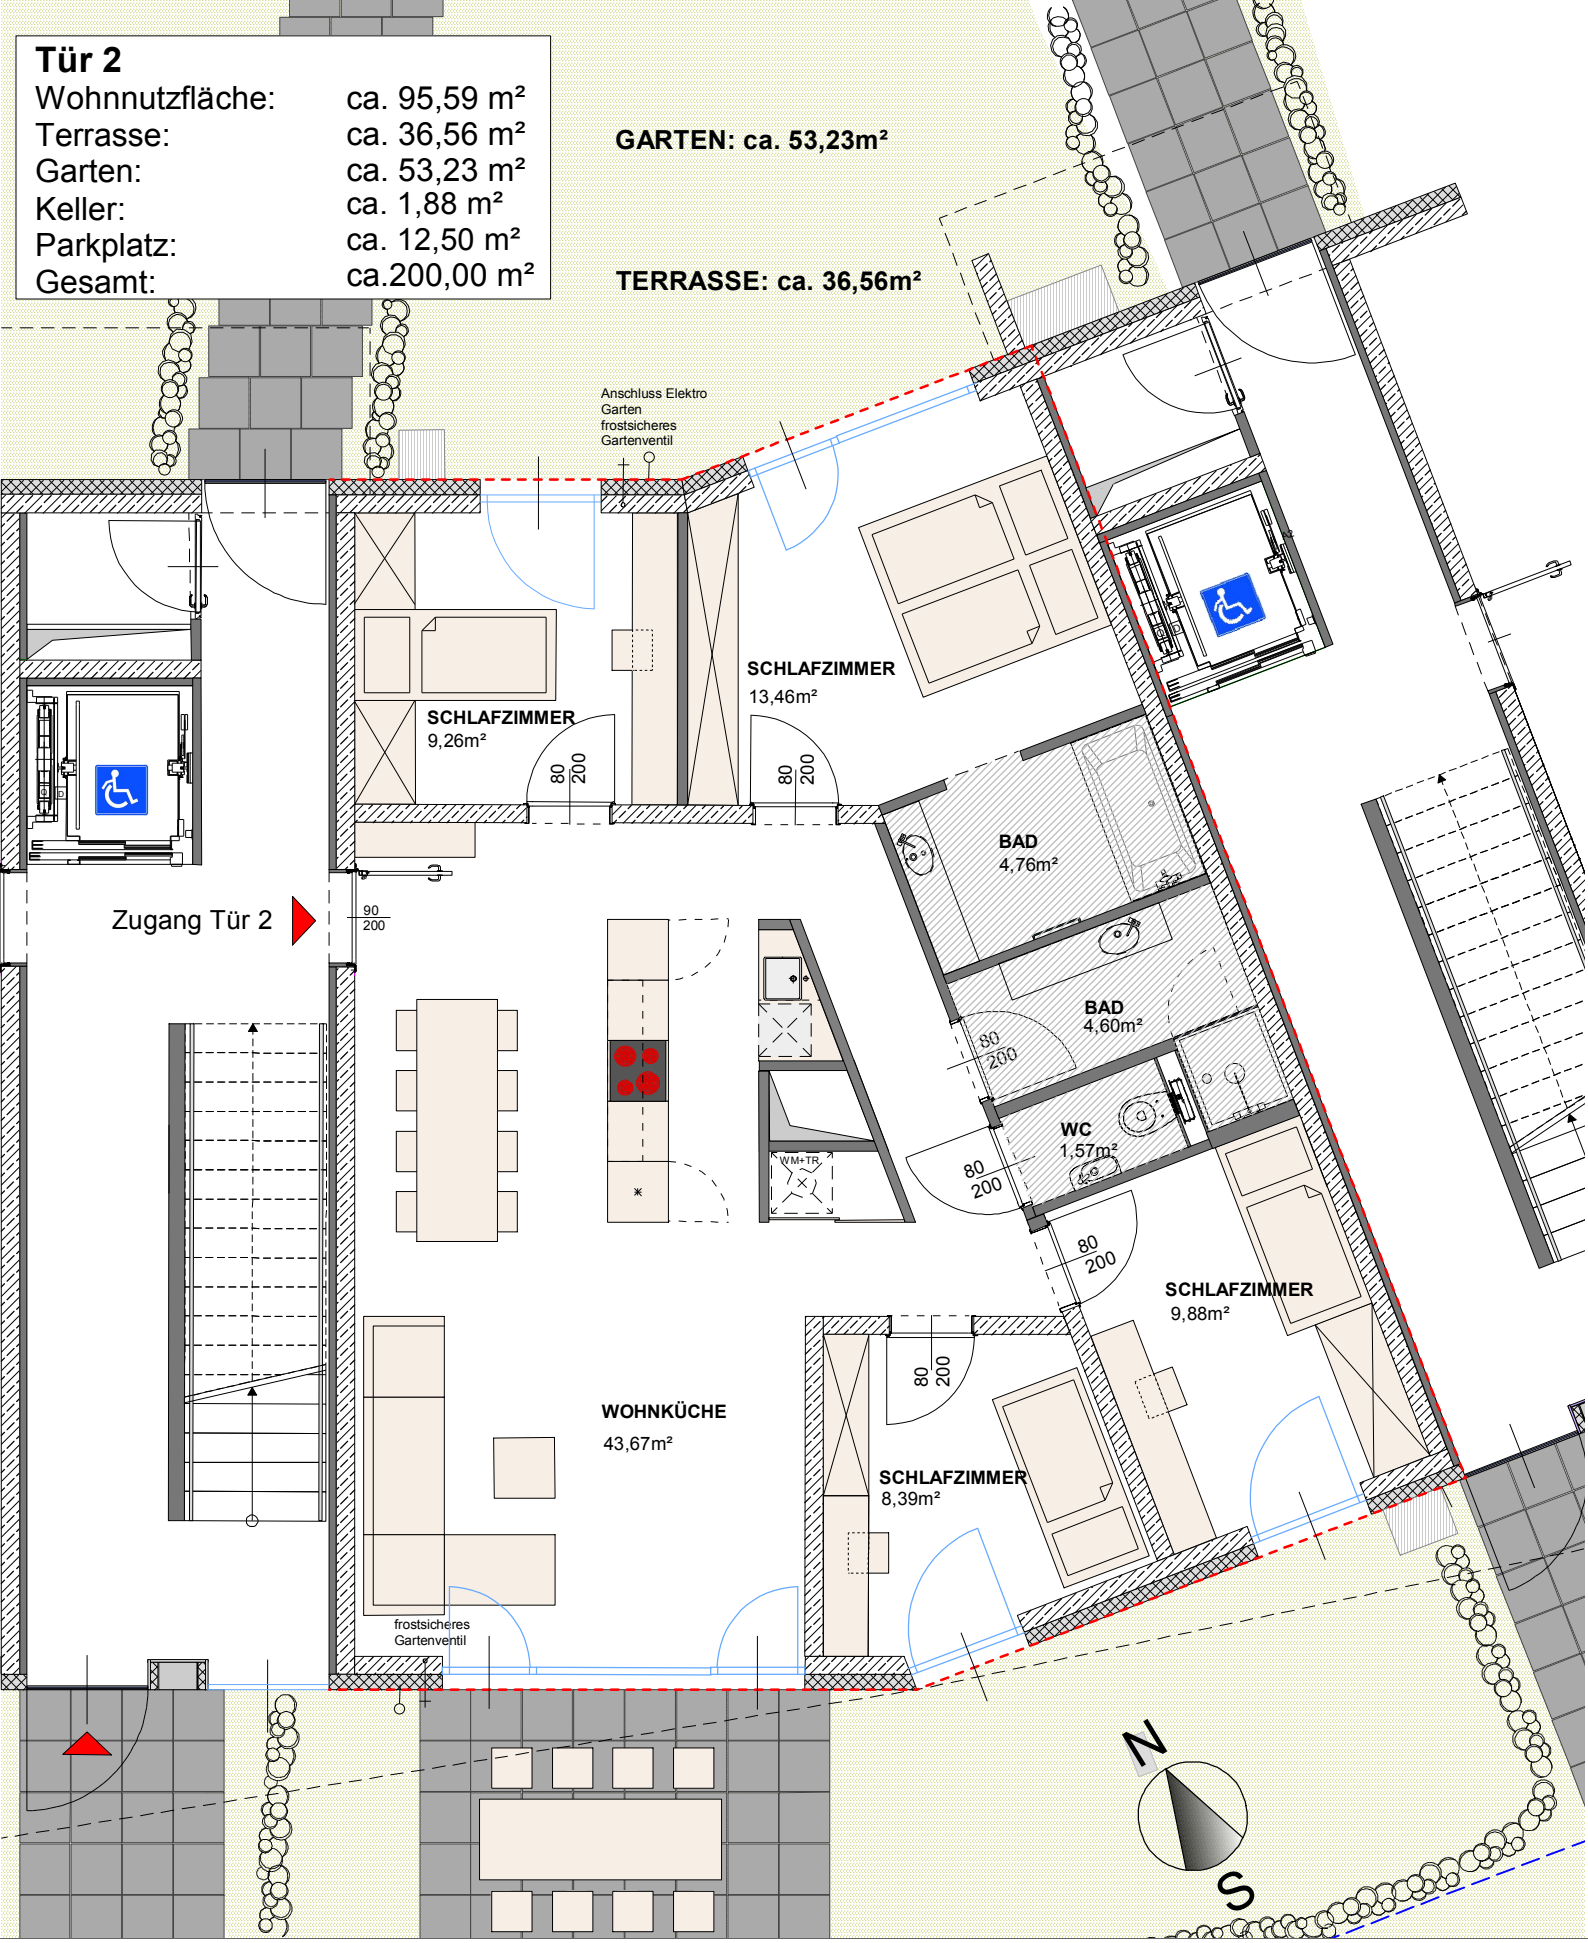 Tür 2
Wohnnutzfläche: ca. 95,59 m²
Terrasse: ca. 36,56 m²
Garten: ca. 53,23 m²
Keller: ca. 1,88 m²
Parkplatz: ca. 12,50 m²
Gesamt: ca.200,00 m²
GARTEN: ca. 53,23m²
TERRASSE: ca. 36,56m²
Anschluss Elektro
Garten
frostsicheres
Gartenventil
SCHLAFZIMMER
13,46m²
SCHLAFZIMMER
9,26m²
80
200
80
200
BAD
4,76m²
Zugang Tür 2
90
200
BAD
4,60m²
80
200
WC
1,57m²
WM+TR
80
200
80
200
SCHLAFZIMMER
9,88m²
80
200
WOHNKÜCHE
43,67m²
SCHLAFZIMMER
8,39m²
frostsicheres
Gartenventil
N
S